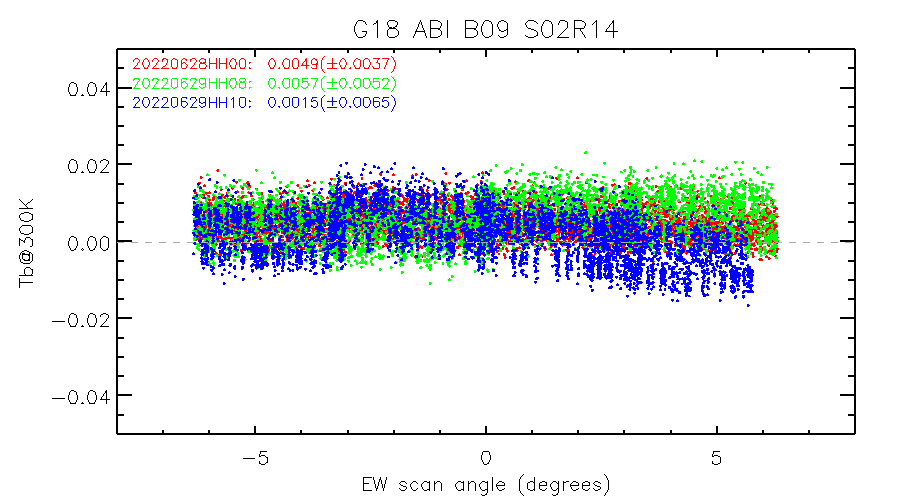 G18 ABI B09 S02R14
20220628HH00: 0.0049(±0.0037)
20220629HH08: 0.0057(±0.0052)
20220629HH10: 0.0015(±0.0065)
0.04
0.02
0.00
−0.02
−0.04
Tb@300K
−5 0 5
EW scan angle (degrees)